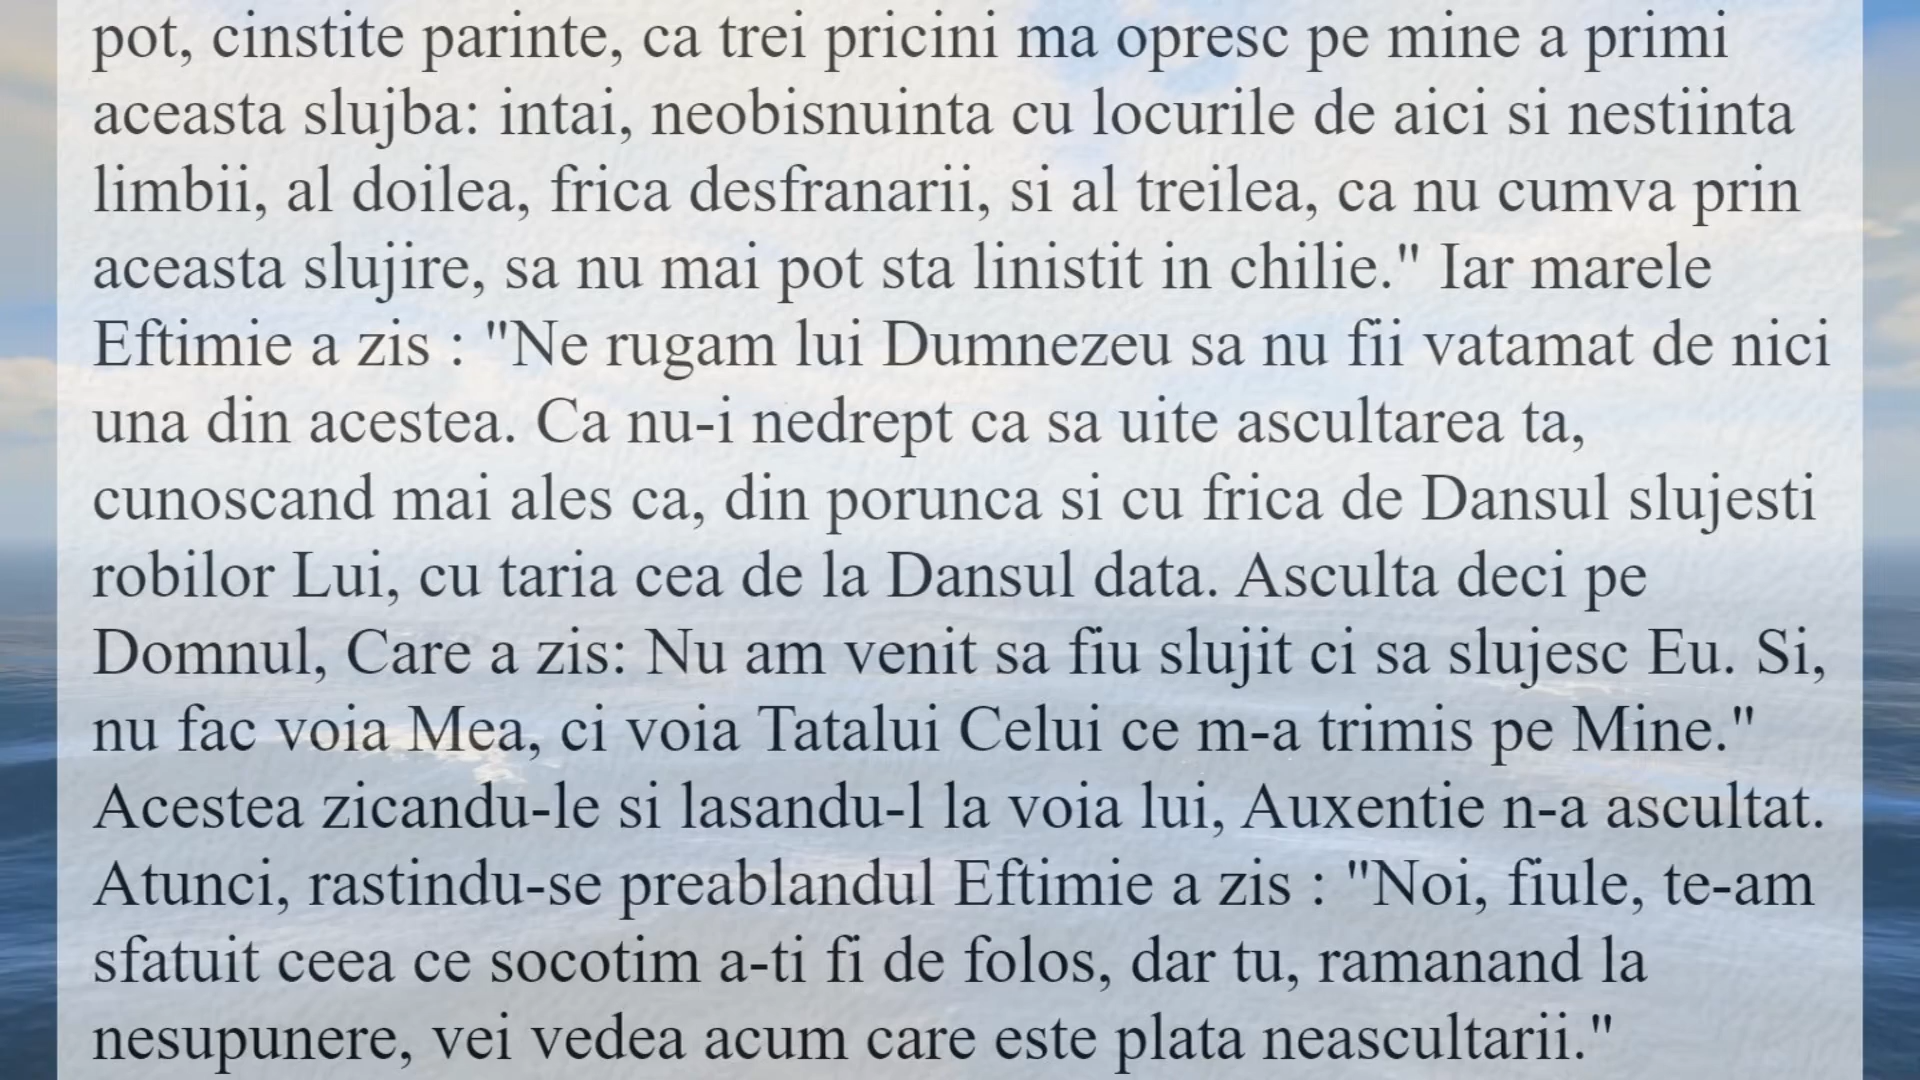 pot, cinstite parinte, ca trei pricini ma opresc pe mine a primi
aceasta slujba: intai, neobisnuinta cu locurile de aici si nestiinta
limbii, al doilea, frica desfranarii, si al treilea, ca nu cumva prin
aceasta slujire, sa nu mai pot sta linistit in chilie." Iar marele
Eftimie a zis : "Ne rugam lui Dumnezeu sa nu fii vatamat de nici
una din acestea. Ca nu-i nedrept ca sa uite ascultarea ta,
cunoscand mai ales ca, din porunca si cu frica de Dansul slujesti
robilor Lui, cu taria cea de la Dansul data. Asculta deci pe
Domnul, Care a zis: Nu am venit sa fiu slujit ci sa slujesc Eu. Si,
nu fac voia Mea, ci voia Tatalui Celui ce m-a trimis pe Mine."
Acestea zicandu-le si lasandu-l la voia lui, Auxentie n-a ascultat.
Atunci, rastindu-se preablandul Eftimie a zis : "Noi, fiule, te-am
sfatuit ceea ce socotim a-ti fi de folos, dar tu, ramanand la
nesupunere, vei vedea acum care este plata neascultarii."